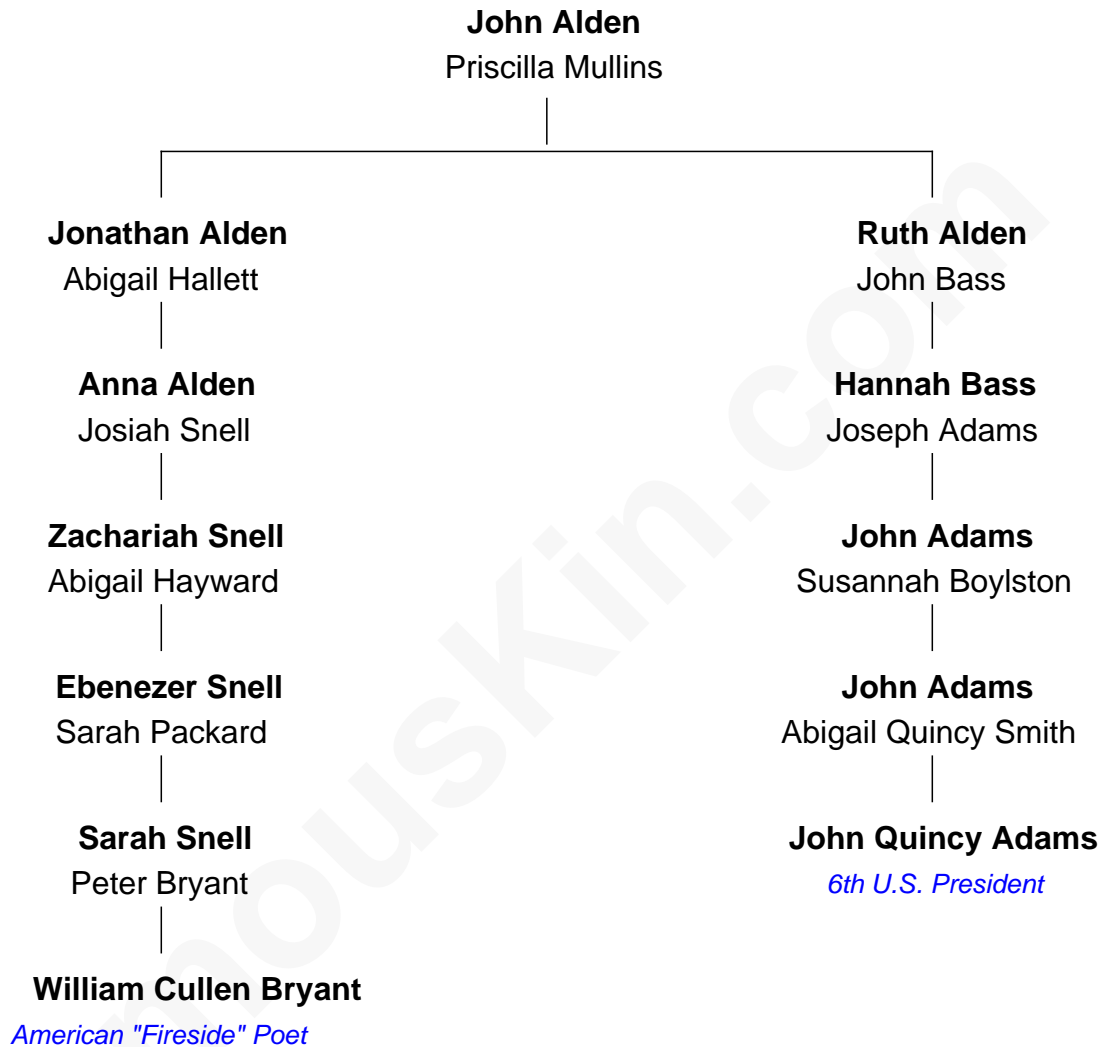 John Alden
Priscilla Mullins
Jonathan Alden
Abigail Hallett
Ruth Alden
John Bass
Anna Alden
Josiah Snell
Hannah Bass
Joseph Adams
Zachariah Snell
Abigail Hayward
John Adams
Susannah Boylston
Ebenezer Snell
Sarah Packard
John Adams
Abigail Quincy Smith
Sarah Snell
Peter Bryant
John Quincy Adams
6th U.S. President
William Cullen Bryant
American "Fireside" Poet
mouskin.com